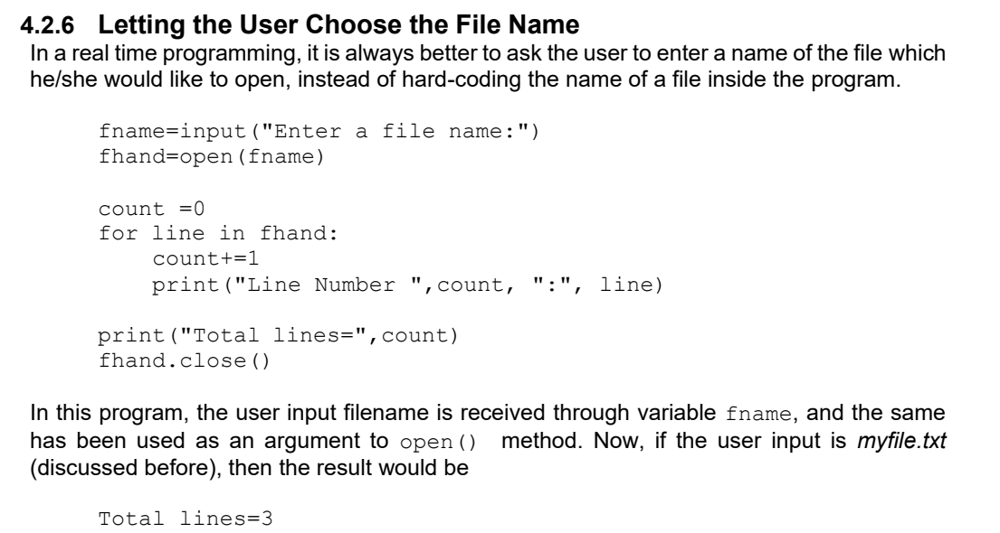 4.2.6 Letting the User Choose the File Name
In a real time programming, it is always better to ask the user to enter a name of the file which
he/she would like to open, instead of hard-coding the name of a file inside the program.
fname=input("Enter a file name:")
fhand=open(fname)
count =0
for line in fhand:
    count+=1
    print("Line Number ",count, ":", line)
print("Total lines=",count)
fhand.close()
In this program, the user input filename is received through variable fname, and the same
has been used as an argument to open() method. Now, if the user input is myfile.txt
(discussed before), then the result would be
Total lines=3